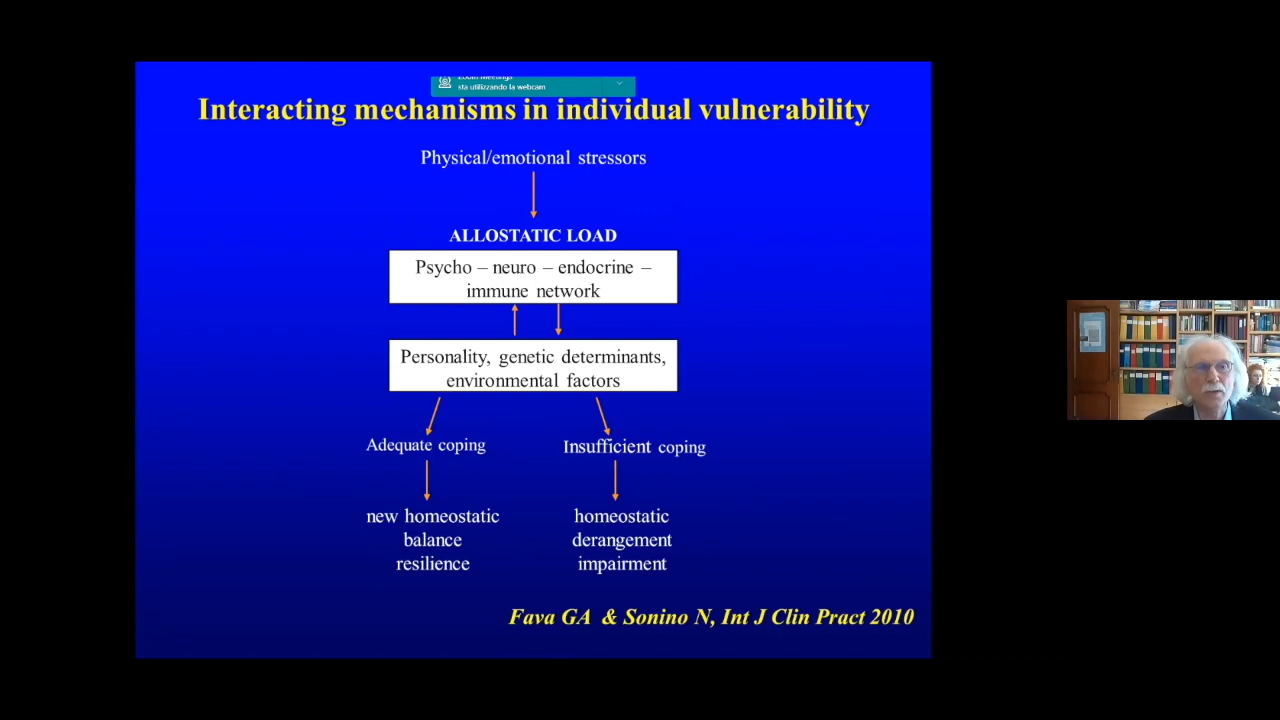 Zoom Meetings
sta utilizzando la webcam
Interacting mechanisms in individual vulnerability
Physical/emotional stressors
ALLOSTATIC LOAD
Psycho – neuro – endocrine –
immune network
Personality, genetic determinants,
environmental factors
Adequate coping
Insufficient coping
new homeostatic
balance
resilience
homeostatic
derangement
impairment
Fava GA & Sonino N, Int J Clin Pract 2010